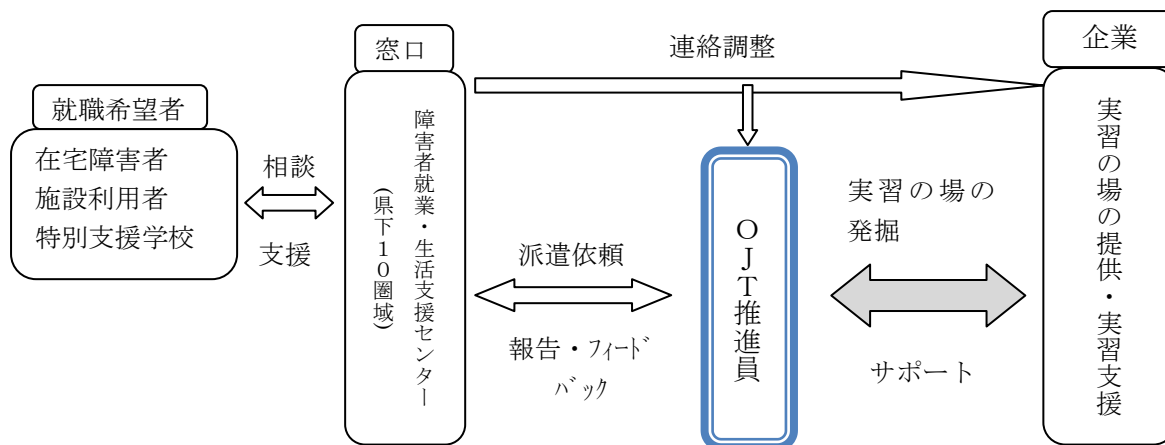 就職希望者
在宅障害者
施設利用者
特別支援学校
相談
支援
窓口
障害者就業・生活支援センター
(県下10圏域)
連絡調整
派遣依頼
報告・フィード
バック
OJT推進員
実習の場の
発掘
サポート
企業
実習の場の提供・実習支援